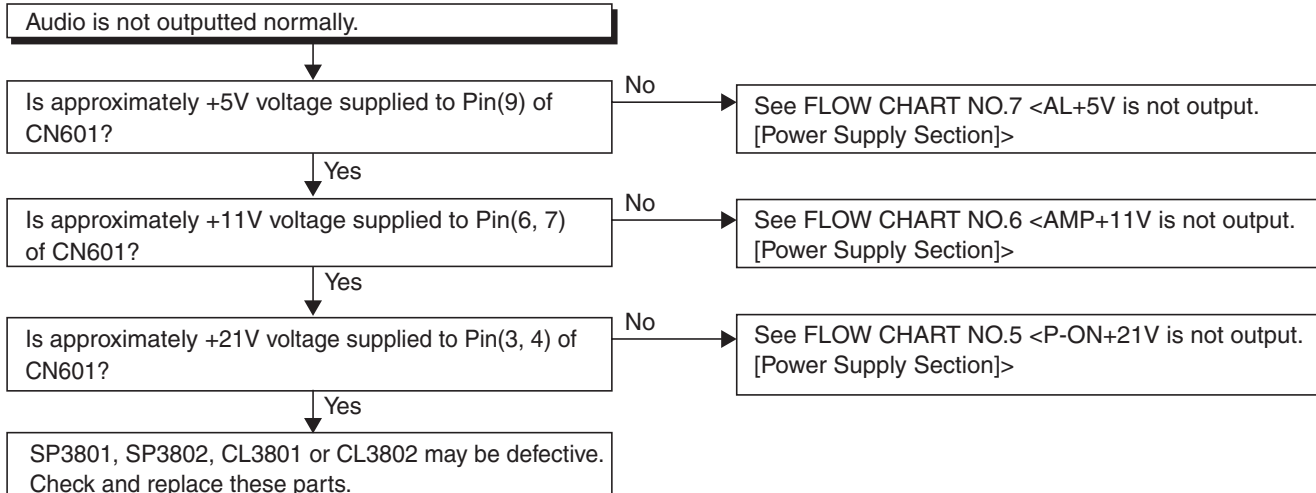 Audio is not outputted normally.
Is approximately +5V voltage supplied to Pin(9) of
CN601?
No
See FLOW CHART NO.7 <AL+5V is not output.
[Power Supply Section]>
Yes
Is approximately +11V voltage supplied to Pin(6, 7)
of CN601?
No
See FLOW CHART NO.6 <AMP+11V is not output.
[Power Supply Section]>
Yes
Is approximately +21V voltage supplied to Pin(3, 4) of
CN601?
No
See FLOW CHART NO.5 <P-ON+21V is not output.
[Power Supply Section]>
Yes
SP3801, SP3802, CL3801 or CL3802 may be defective.
Check and replace these parts.